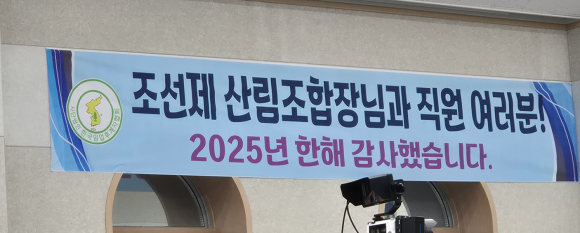 조선제 산림조합장님과 직원 여러분!
2025년 한해 감사했습니다.